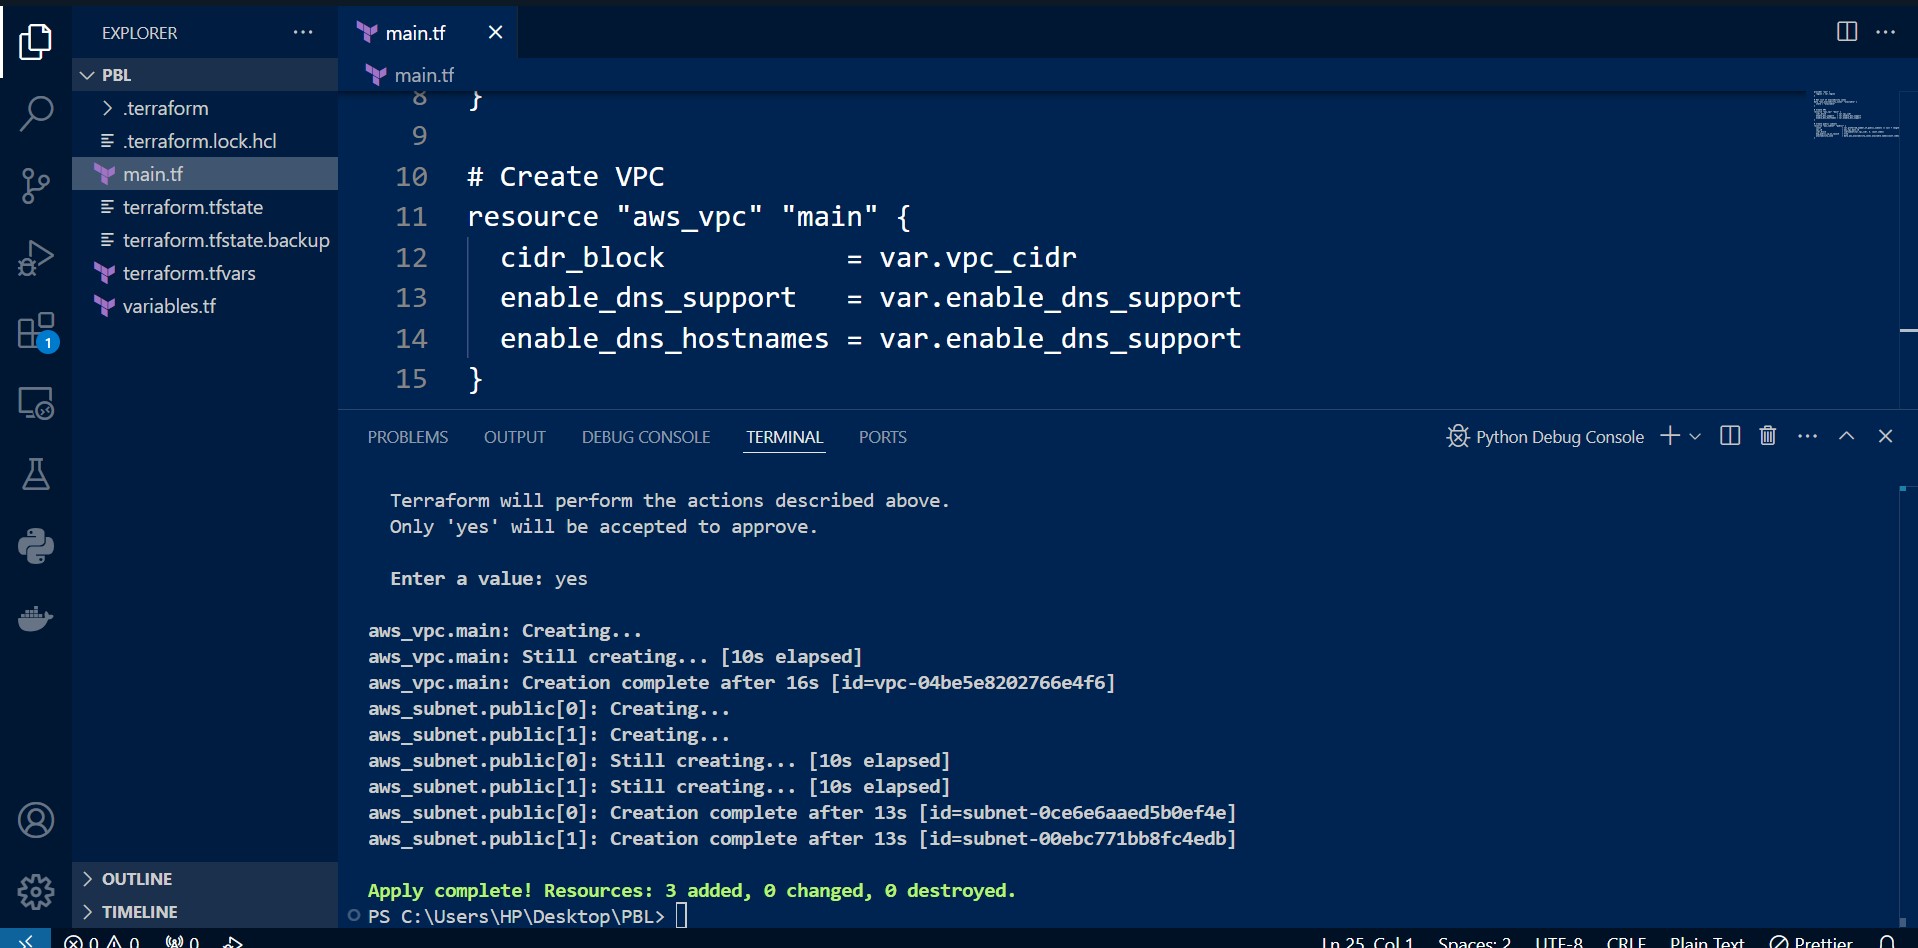 EXPLORER
PBL
.terraform
.terraform.lock.hcl
main.tf
terraform.tfstate
terraform.tfstate.backup
terraform.tfvars
variables.tf
1
OUTLINE
TIMELINE
main.tf
main.tf
8 }
9
10 # Create VPC
11 resource "aws_vpc" "main" {
12 cidr_block = var.vpc_cidr
13 enable_dns_support = var.enable_dns_support
14 enable_dns_hostnames = var.enable_dns_support
15 }
PROBLEMS OUTPUT DEBUG CONSOLE TERMINAL PORTS Python Debug Console
Terraform will perform the actions described above.
Only 'yes' will be accepted to approve.
Enter a value: yes
aws_vpc.main: Creating...
aws_vpc.main: Still creating... [10s elapsed]
aws_vpc.main: Creation complete after 16s [id=vpc-04be5e8202766e4f6]
aws_subnet.public[0]: Creating...
aws_subnet.public[1]: Creating...
aws_subnet.public[0]: Still creating... [10s elapsed]
aws_subnet.public[1]: Still creating... [10s elapsed]
aws_subnet.public[0]: Creation complete after 13s [id=subnet-0ce6e6aaed5b0ef4e]
aws_subnet.public[1]: Creation complete after 13s [id=subnet-00ebc771bb8fc4edb]
Apply complete! Resources: 3 added, 0 changed, 0 destroyed.
PS C:\Users\HP\Desktop\PBL>
0 0 0 Ln 25, Col 1 Spaces: 2 UTF-8 CRLF Plain Text Prettier